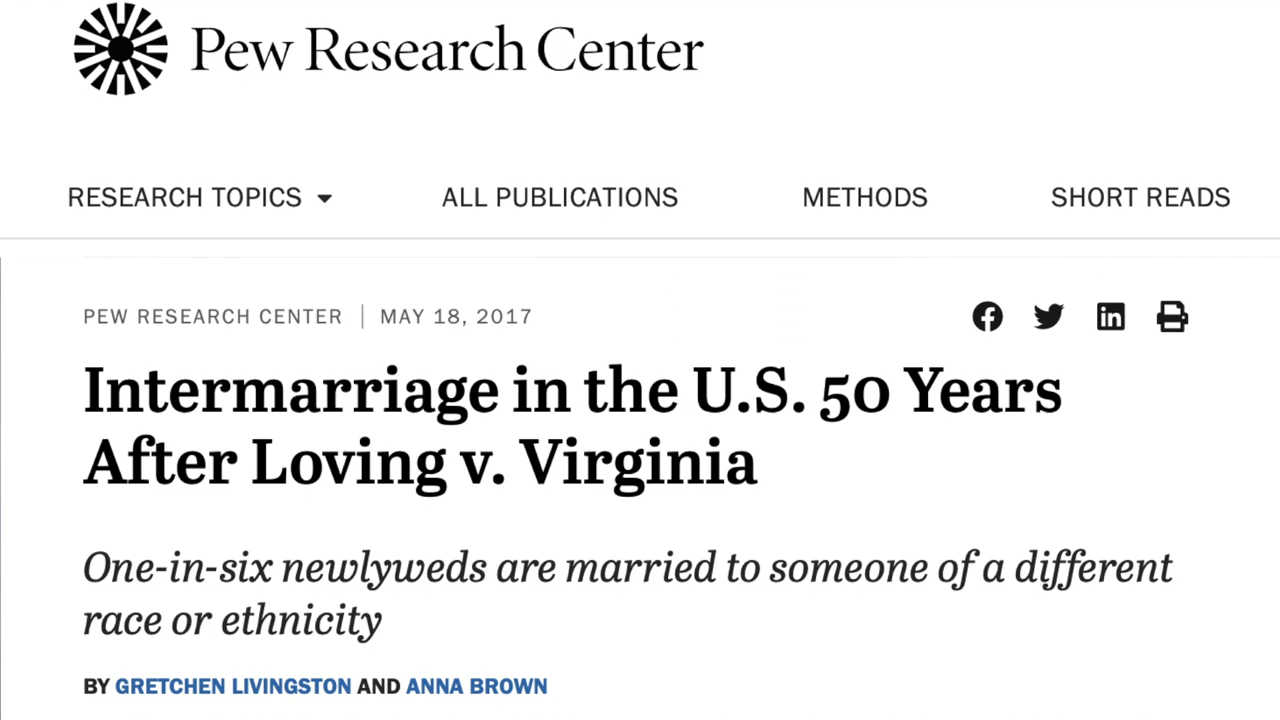 Pew Research Center
RESEARCH TOPICS ALL PUBLICATIONS METHODS SHORT READS
PEW RESEARCH CENTER | MAY 18, 2017
Intermarriage in the U.S. 50 Years
After Loving v. Virginia
One-in-six newlyweds are married to someone of a different
race or ethnicity
BY GRETCHEN LIVINGSTON AND ANNA BROWN